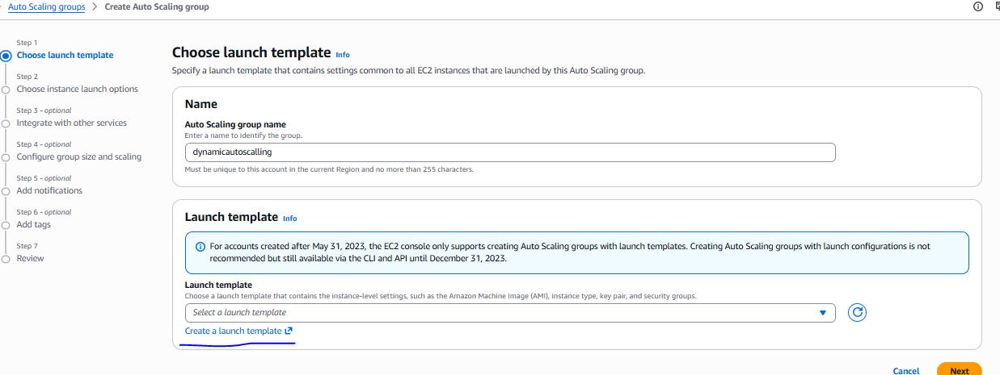 Auto Scaling groups > Create Auto Scaling group
Step 1
Choose launch template
Step 2
Choose instance launch options
Step 3 - optional
Integrate with other services
Step 4 - optional
Configure group size and scaling
Step 5 - optional
Add notifications
Step 6 - optional
Add tags
Step 7
Review
Choose launch template Info
Specify a launch template that contains settings common to all EC2 instances that are launched by this Auto Scaling group.
Name
Auto Scaling group name
Enter a name to identify the group.
dynamicautoscalling
Must be unique to this account in the current Region and no more than 255 characters.
Launch template Info
For accounts created after May 31, 2023, the EC2 console only supports creating Auto Scaling groups with launch templates. Creating Auto Scaling groups with launch configurations is not
recommended but still available via the CLI and API until December 31, 2023.
Launch template
Choose a launch template that contains the instance-level settings, such as the Amazon Machine Image (AMI), instance type, key pair, and security groups.
Select a launch template
Create a launch template
Cancel
Next